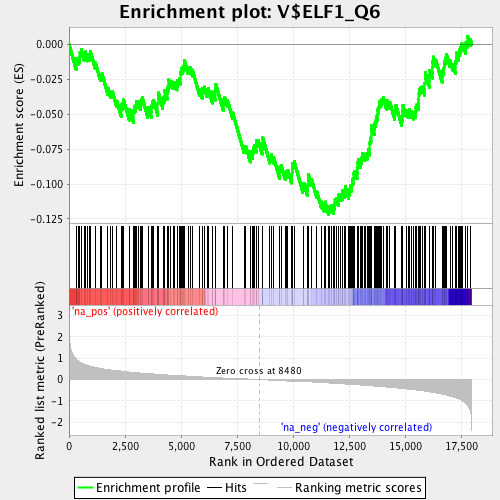 Enrichment plot: V$ELF1_Q6
Enrichment score (ES)
0.000
-0.025
-0.050
-0.075
-0.100
-0.125
'na_pos' (positively correlated)
Ranked list metric (PreRanked)
3
2
1
0
-1
-2
Zero cross at 8480
'na_neg' (negatively correlated)
0
2,500
5,000
7,500
10,000
12,500
15,000
17,500
Rank in Ordered Dataset
Enrichment profile
Hits
Ranking metric scores